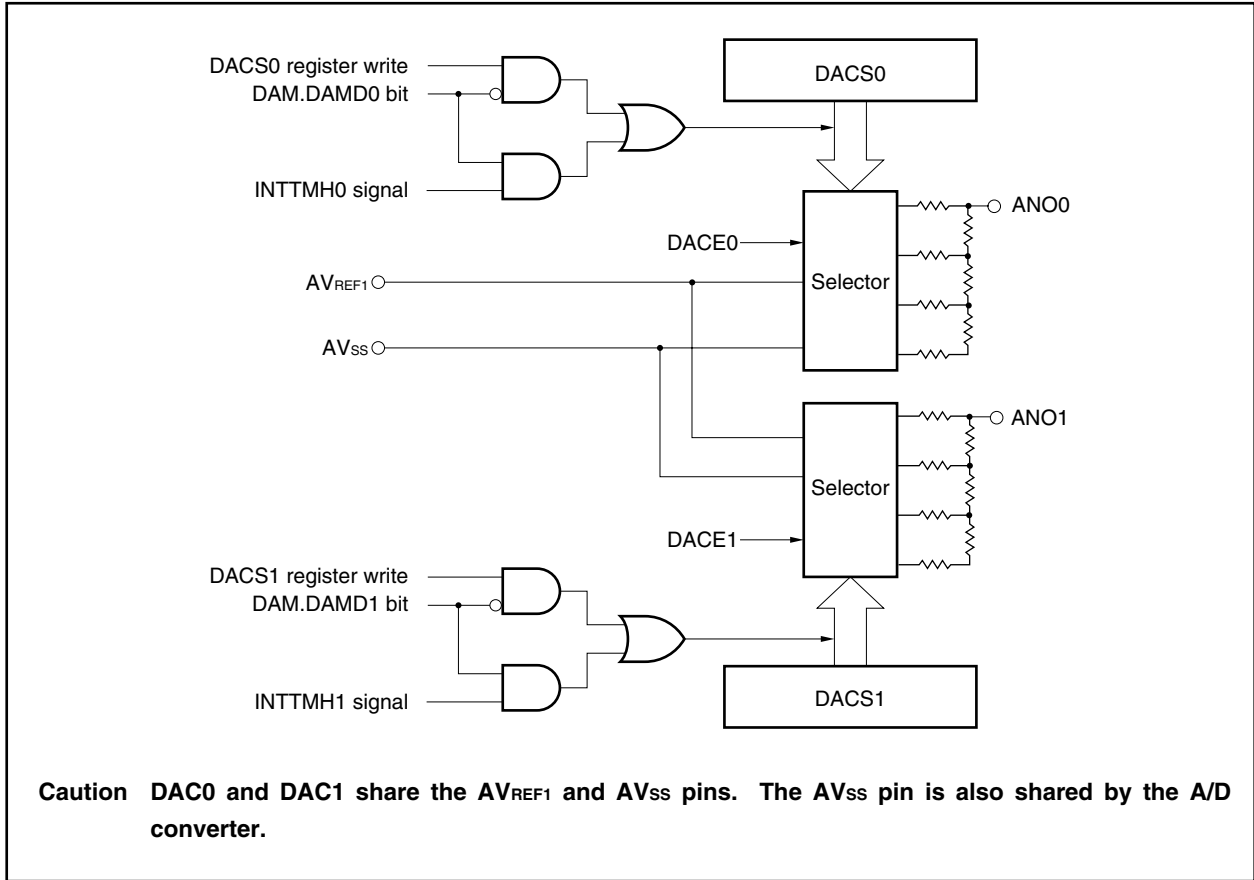 DACS0 register write
DAM.DAMD0 bit
INTTMH0 signal
DACS0
ANO0
DACE0
Selector
AVREF1
AVSS
ANO1
Selector
DACE1
DACS1 register write
DAM.DAMD1 bit
INTTMH1 signal
DACS1
Caution DAC0 and DAC1 share the AVREF1 and AVSS pins. The AVSS pin is also shared by the A/D
converter.